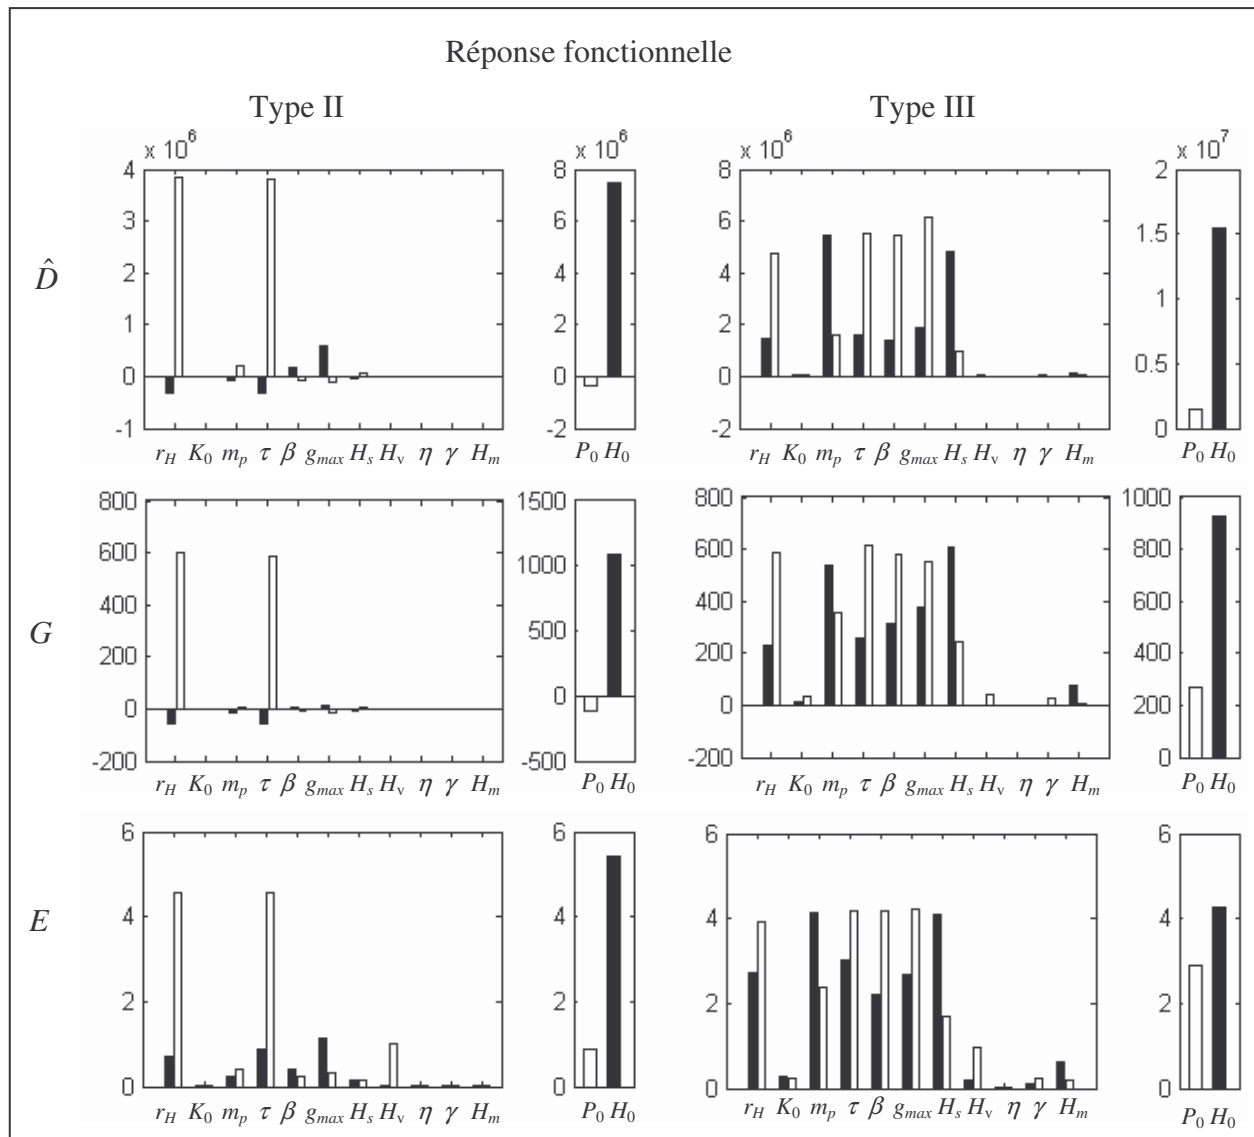 Réponse fonctionnelle
Type II Type III
x 10^6 x 10^6 x 10^6 x 10^7
D̂
4 3 2 1 0 -1
8 6 4 2 0 -2
8 6 4 2 0 -2
2 1.5 1 0.5 0
r_H K_0 m_p τ β g_max H_s H_v η γ H_m P_0 H_0 r_H K_0 m_p τ β g_max H_s H_v η γ H_m P_0 H_0
G
800 600 400 200 0 -200
1500 1000 500 0 -500
800 600 400 200 0 -200
1000 800 600 400 200 0
r_H K_0 m_p τ β g_max H_s H_v η γ H_m P_0 H_0 r_H K_0 m_p τ β g_max H_s H_v η γ H_m P_0 H_0
E
6 4 2 0
6 4 2 0
6 4 2 0
6 4 2 0
r_H K_0 m_p τ β g_max H_s H_v η γ H_m P_0 H_0 r_H K_0 m_p τ β g_max H_s H_v η γ H_m P_0 H_0